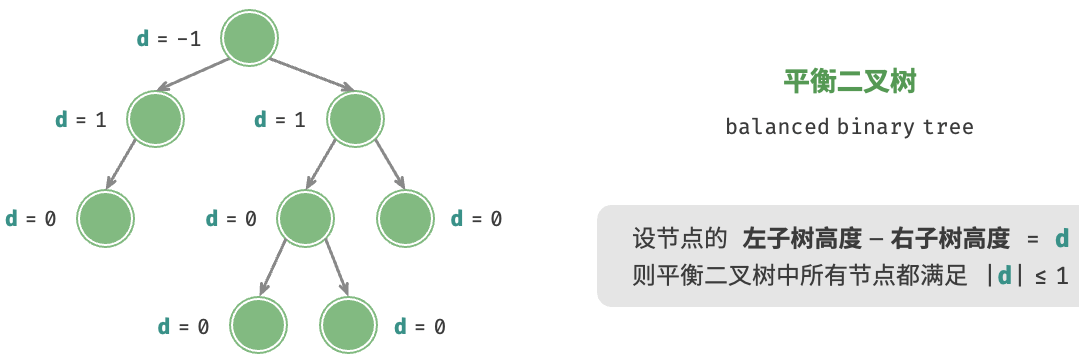 d = -1
d = 1
d = 1
d = 0
d = 0
d = 0
d = 0
d = 0
平衡二叉树
balanced binary tree
设节点的 左子树高度 - 右子树高度 = d
则平衡二叉树中所有节点都满足 |d| ≤ 1